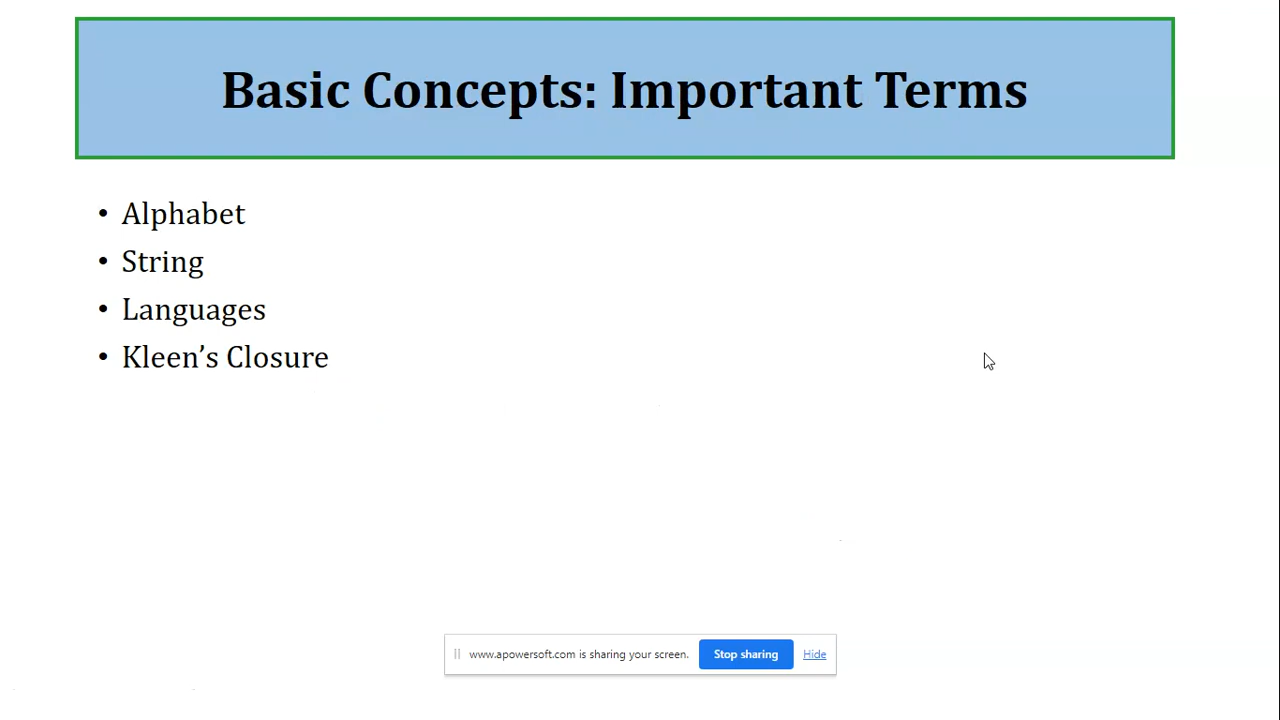 Basic Concepts: Important Terms
• Alphabet
• String
• Languages
• Kleen’s Closure
www.apowersoft.com is sharing your screen. Stop sharing Hide